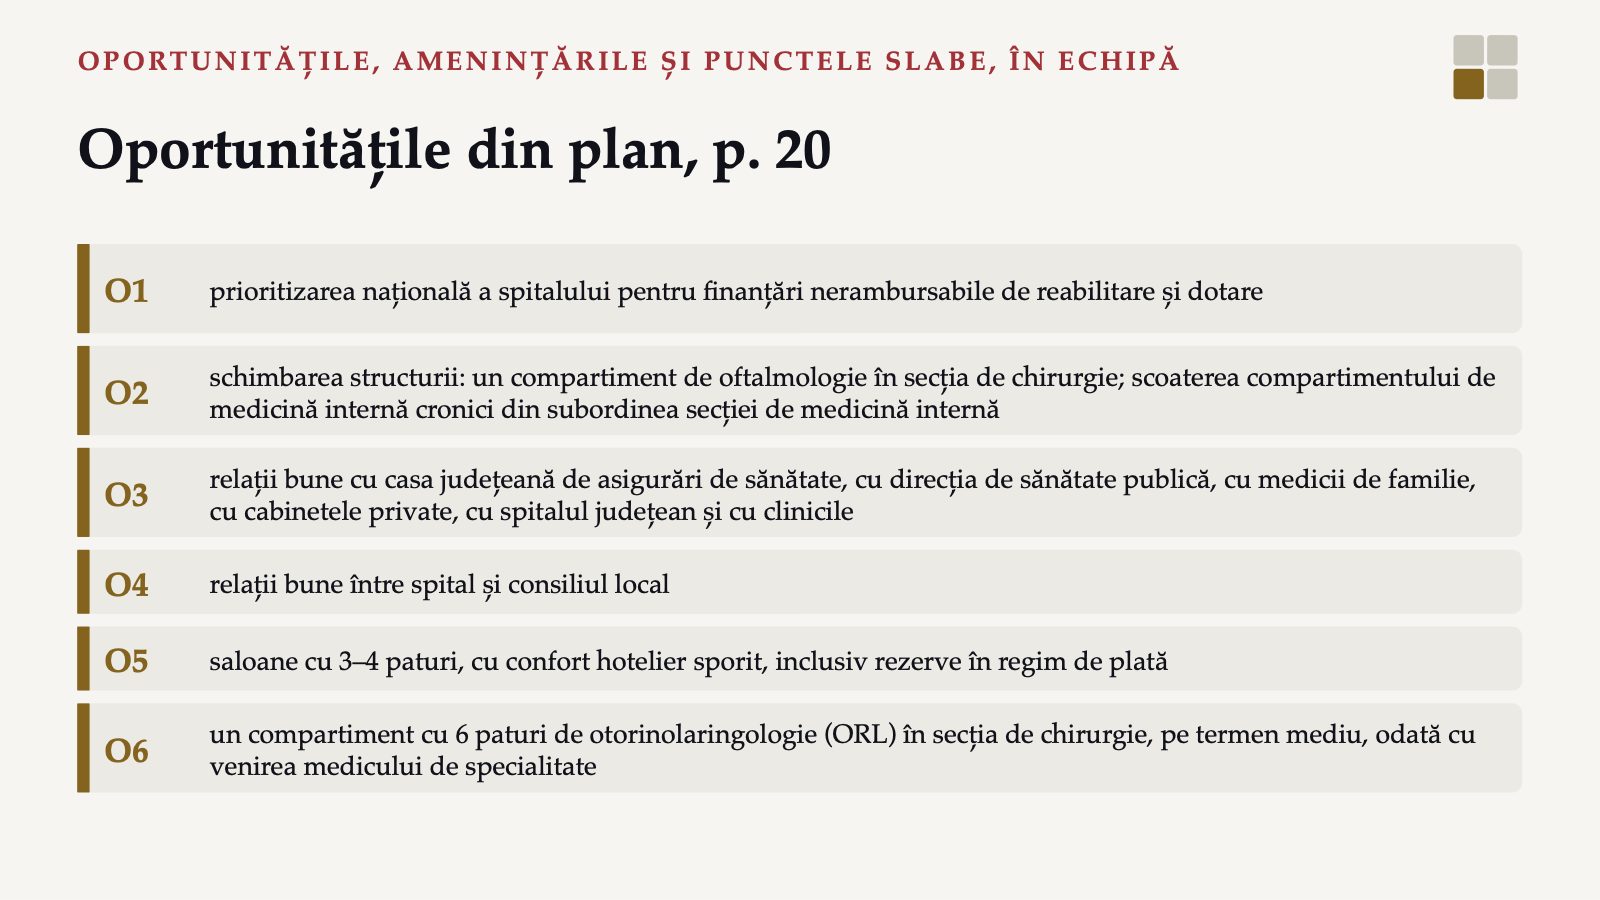 OPORTUNITĂȚILE, AMENINȚĂRILE ȘI PUNCTELE SLABE, ÎN ECHIPĂ
Oportunitățile din plan, p. 20
O1
prioritizarea națională a spitalului pentru finanțări nerambursabile de reabilitare și dotare
O2
schimbarea structurii: un compartiment de oftalmologie în secția de chirurgie; scoaterea compartimentului de
medicină internă cronici din subordinea secției de medicină internă
O3
relații bune cu casa județeană de asigurări de sănătate, cu direcția de sănătate publică, cu medicii de familie,
cu cabinetele private, cu spitalul județean și cu clinicile
O4
relații bune între spital și consiliul local
O5
saloane cu 3–4 paturi, cu confort hotelier sporit, inclusiv rezerve în regim de plată
O6
un compartiment cu 6 paturi de otorinolaringologie (ORL) în secția de chirurgie, pe termen mediu, odată cu
venirea medicului de specialitate